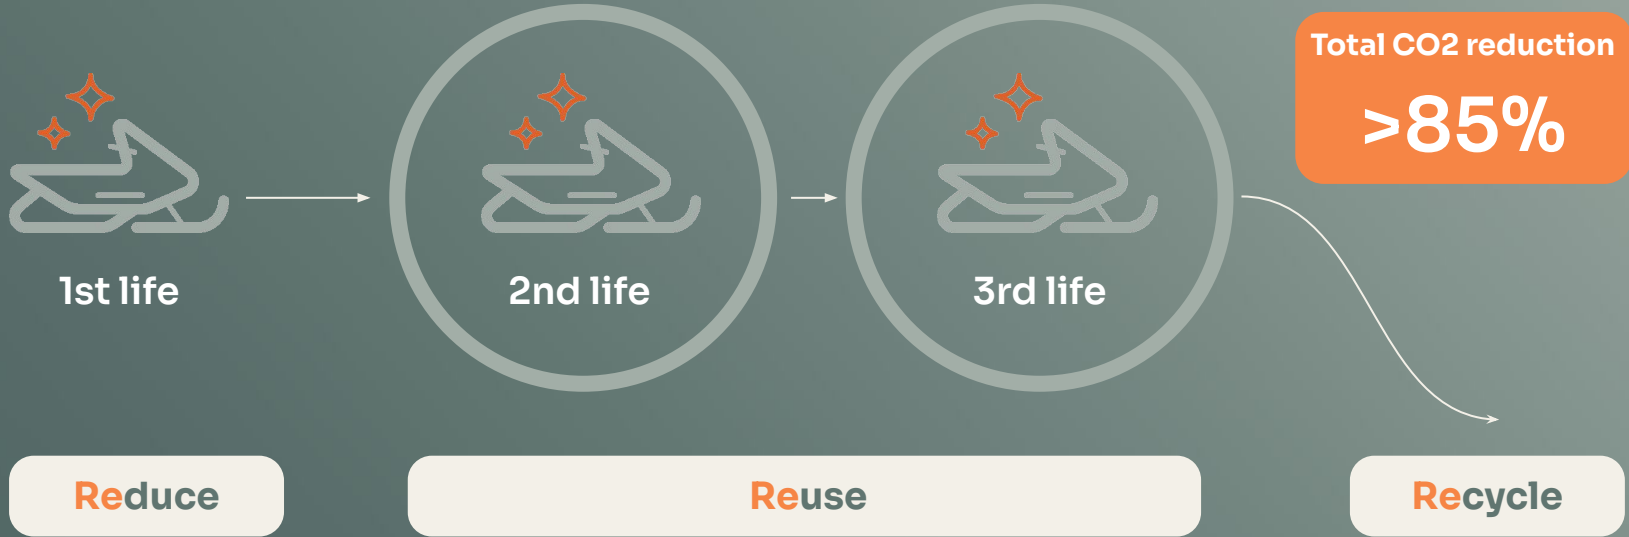 Total CO2 reduction
>85%
1st life
2nd life
3rd life
Reduce
Reuse
Recycle